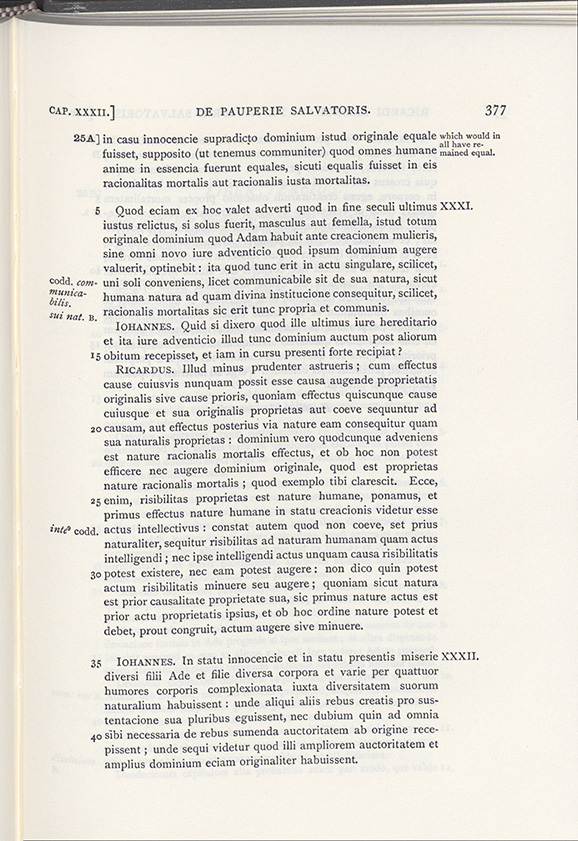 CAP. XXXII.] DE PAUPERIE SALVATORIS. 377
25A] in casu innocencie supradicto dominium istud originale equale which would in
fuisset, supposito (ut tenemus communiter) quod omnes humane all have re-
anime in essencia fuerunt equales, sicuti equalis fuisset in eis mained equal.
racionalitas mortalis aut racionalis iusta mortalitas.
5 Quod eciam ex hoc valet adverti quod in fine seculi ultimus XXXI.
iustus relictus, si solus fuerit, masculus aut femella, istud totum
originale dominium quod Adam habuit ante creacionem mulieris,
sine omni novo iure adventicio quod ipsum dominium augere
valuerit, optinebit : ita quod tunc erit in actu singulare, scilicet,
codd. com- uni soli conveniens, licet communicabile sit de sua natura, sicut
munica- humana natura ad quam divina institucione consequitur, scilicet,
bilis.
sui nat. B. racionalis mortalitas sic erit tunc propria et communis.
IOHANNES. Quid si dixero quod ille ultimus iure hereditario
et ita iure adventicio illud tunc dominium auctum post aliorum
15 obitum recepisset, et iam in cursu presenti forte recipiat ?
RICARDUS. Illud minus prudenter astrueris ; cum effectus
cause cuiusvis nunquam possit esse causa augende proprietatis
originalis sive cause prioris, quoniam effectus quiscunque cause
cuiusque et sua originalis proprietas aut coeve sequuntur ad
20 causam, aut effectus posterius via nature eam consequitur quam
sua naturalis proprietas : dominium vero quodcunque adveniens
est nature racionalis mortalis effectus, et ob hoc non potest
efficere nec augere dominium originale, quod est proprietas
nature racionalis mortalis ; quod exemplo tibi clarescit. Ecce,
25 enim, risibilitas proprietas est nature humane, ponamus, et
primus effectus nature humane in statu creacionis videtur esse
inteº codd. actus intellectivus : constat autem quod non coeve, set prius
naturaliter, sequitur risibilitas ad naturam humanam quam actus
intelligendi ; nec ipse intelligendi actus unquam causa risibilitatis
30 potest existere, nec eam potest augere : non dico quin potest
actum risibilitatis minuere seu augere ; quoniam sicut natura
est prior causalitate proprietate sua, sic primus nature actus est
prior actu proprietatis ipsius, et ob hoc ordine nature potest et
debet, prout congruit, actum augere sive minuere.
35 IOHANNES. In statu innocencie et in statu presentis miserie XXXII.
diversi filii Ade et filie diversa corpora et varie per quattuor
humores corporis complexionata iuxta diversitatem suorum
naturalium habuissent : unde aliqui aliis rebus creatis pro sus-
tentacione sua pluribus eguissent, nec dubium quin ad omnia
40 sibi necessaria de rebus sumenda auctoritatem ab origine rece-
pissent ; unde sequi videtur quod illi ampliorem auctoritatem et
amplius dominium eciam originaliter habuissent.